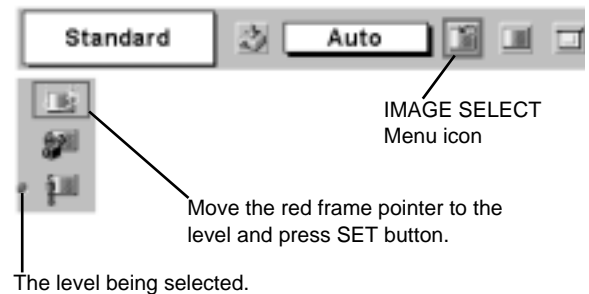 Standard
Auto
IMAGE SELECT
Menu icon
Move the red frame pointer to the
level and press SET button.
The level being selected.